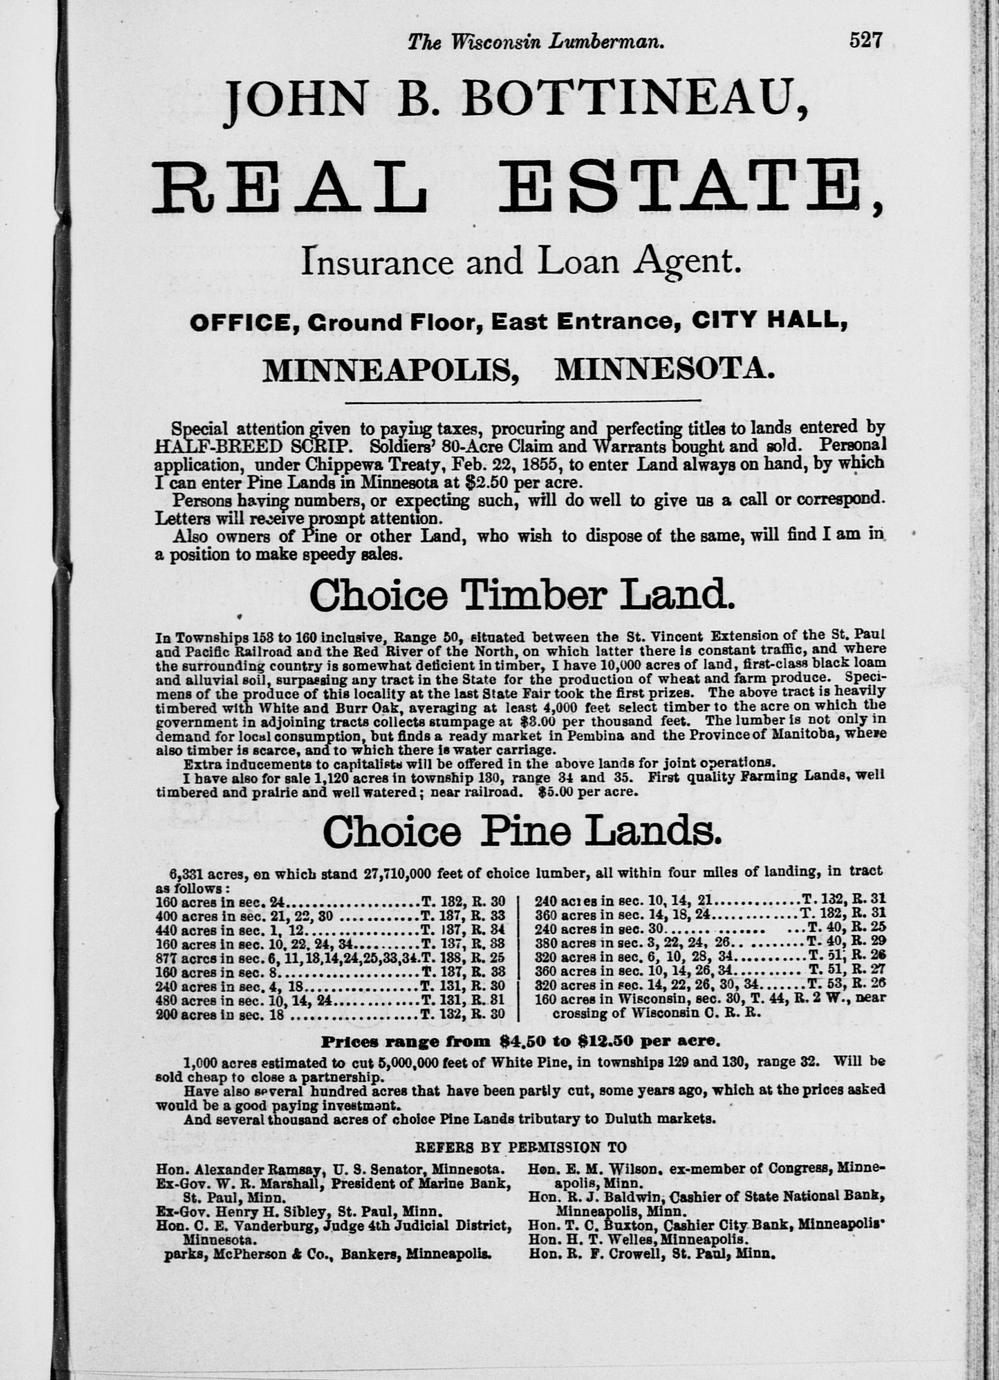 The Wisconsin Lumberman. 527
JOHN B. BOTTINEAU,
REAL ESTATE,
Insurance and Loan Agent.
OFFICE, Ground Floor, East Entrance, CITY HALL,
MINNEAPOLIS, MINNESOTA.
Special attention given to paying taxes, procuring and perfecting titles to lands entered by
HALF-BREED SCRIP. Soldiers' 80-Acre Claim and Warrants bought and sold. Personal
application, under Chippewa Treaty, Feb. 22, 1855, to enter Land always on hand, by which
I can enter Pine Lands in Minnesota at $2.50 per acre.
Persons having numbers, or expecting such, will do well to give us a call or correspond.
Letters will receive prompt attention.
Also owners of Pine or other Land, who wish to dispose of the same, will find I am in
a position to make speedy sales.
Choice Timber Land.
In Townships 158 to 160 inclusive, Range 50, situated between the St. Vincent Extension of the St. Paul
and Pacific Railroad and the Red River of the North, on which latter there is constant traffic, and where
the surrounding country is somewhat deficient in timber, I have 10,000 acres of land, first-class black loam
and alluvial soil, surpassing any tract in the State for the production of wheat and farm produce. Speci-
mens of the produce of this locality at the last State Fair took the first prizes. The above tract is heavily
timbered with White and Burr Oak, averaging at least 4,000 feet select timber to the acre on which the
government in adjoining tracts collects stumpage at $3.00 per thousand feet. The lumber is not only in
demand for local consumption, but finds a ready market in Pembina and the Province of Manitoba, where
also timber is scarce, and to which there is water carriage.
Extra inducements to capitalists will be offered in the above lands for joint operations.
I have also for sale 1,120 acres in township 130, range 34 and 35. First quality Farming Lands, well
timbered and prairie and well watered; near railroad. $5.00 per acre.
Choice Pine Lands.
6,331 acres, en which stand 27,710,000 feet of choice lumber, all within four miles of landing, in tract
as follows:
160 acres in sec. 24....................T. 132, R. 30
400 acres in sec. 21, 22, 30 ............T. 137, R. 33
440 acres in sec. 1, 12.................T. 137, R. 34
160 acres in sec. 10, 22, 24, 34..........T. 137, R. 33
877 acres in sec. 6, 11,13,14,24,25,33,34.T. 138, R. 25
160 acres in sec. 8.....................T. 137, R. 33
240 acres in sec. 4, 18.................T. 131, R. 30
480 acres in sec. 10, 14, 24.............T. 131, R. 31
200 acres in sec. 18 ...................T. 132, R. 30
240 acres in sec. 10, 14, 21.............T. 132, R. 31
360 acres in sec. 14, 18, 24.............T. 132, R. 31
240 acres in sec. 30............... ...T. 40, R. 25
380 acres in sec. 3, 22, 24, 26.. .........T. 40, R. 29
320 acres in sec. 6, 10, 28, 34...........T. 51, R. 26
360 acres in sec. 10, 14, 26, 34.......... T. 51, R. 27
320 acres in sec. 14, 22, 26, 30, 34.......T. 53, R. 26
160 acres in Wisconsin, sec. 30, T. 44, R. 2 W., near
crossing of Wisconsin C. R. R.
Prices range from $4.50 to $12.50 per acre.
1,000 acres estimated to cut 5,000,000 feet of White Pine, in townships 129 and 130, range 32. Will be
sold cheap to close a partnership.
Have also several hundred acres that have been partly cut, some years ago, which at the prices asked
would be a good paying investment.
And several thousand acres of choice Pine Lands tributary to Duluth markets.
REFERS BY PERMISSION TO
Hon. Alexander Ramsay, U. S. Senator, Minnesota.
Ex-Gov. W. R. Marshall, President of Marine Bank,
St. Paul, Minn.
Ex-Gov. Henry H. Sibley, St. Paul, Minn.
Hon. C. E. Vanderburg, Judge 4th Judicial District,
Minnesota.
parks, McPherson & Co., Bankers, Minneapolis.
Hon. E. M. Wilson, ex-member of Congress, Minne-
apolis, Minn.
Hon. R. J. Baldwin, Cashier of State National Bank,
Minneapolis, Minn.
Hon. T. C. Buxton, Cashier City Bank, Minneapolis.
Hon. H. T. Welles, Minneapolis.
Hon. R. F. Crowell, St. Paul, Minn.